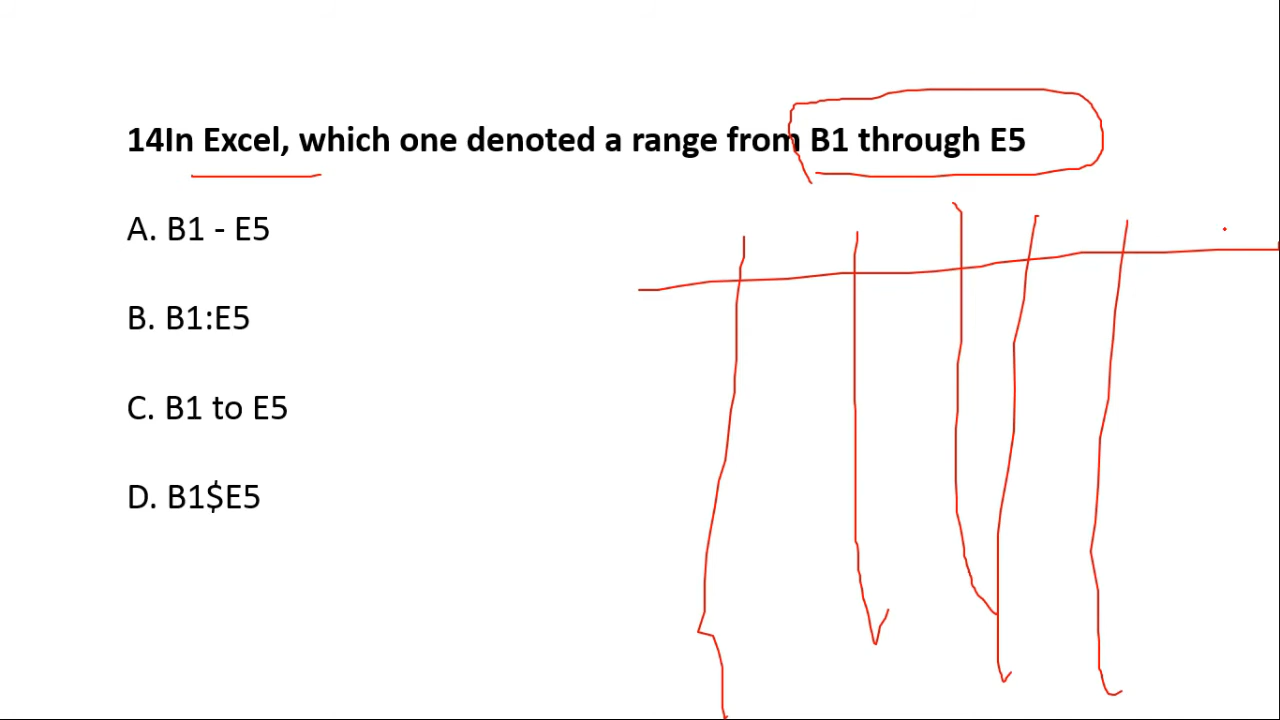 14In Excel, which one denoted a range from B1 through E5
A. B1 - E5
B. B1:E5
C. B1 to E5
D. B1$E5